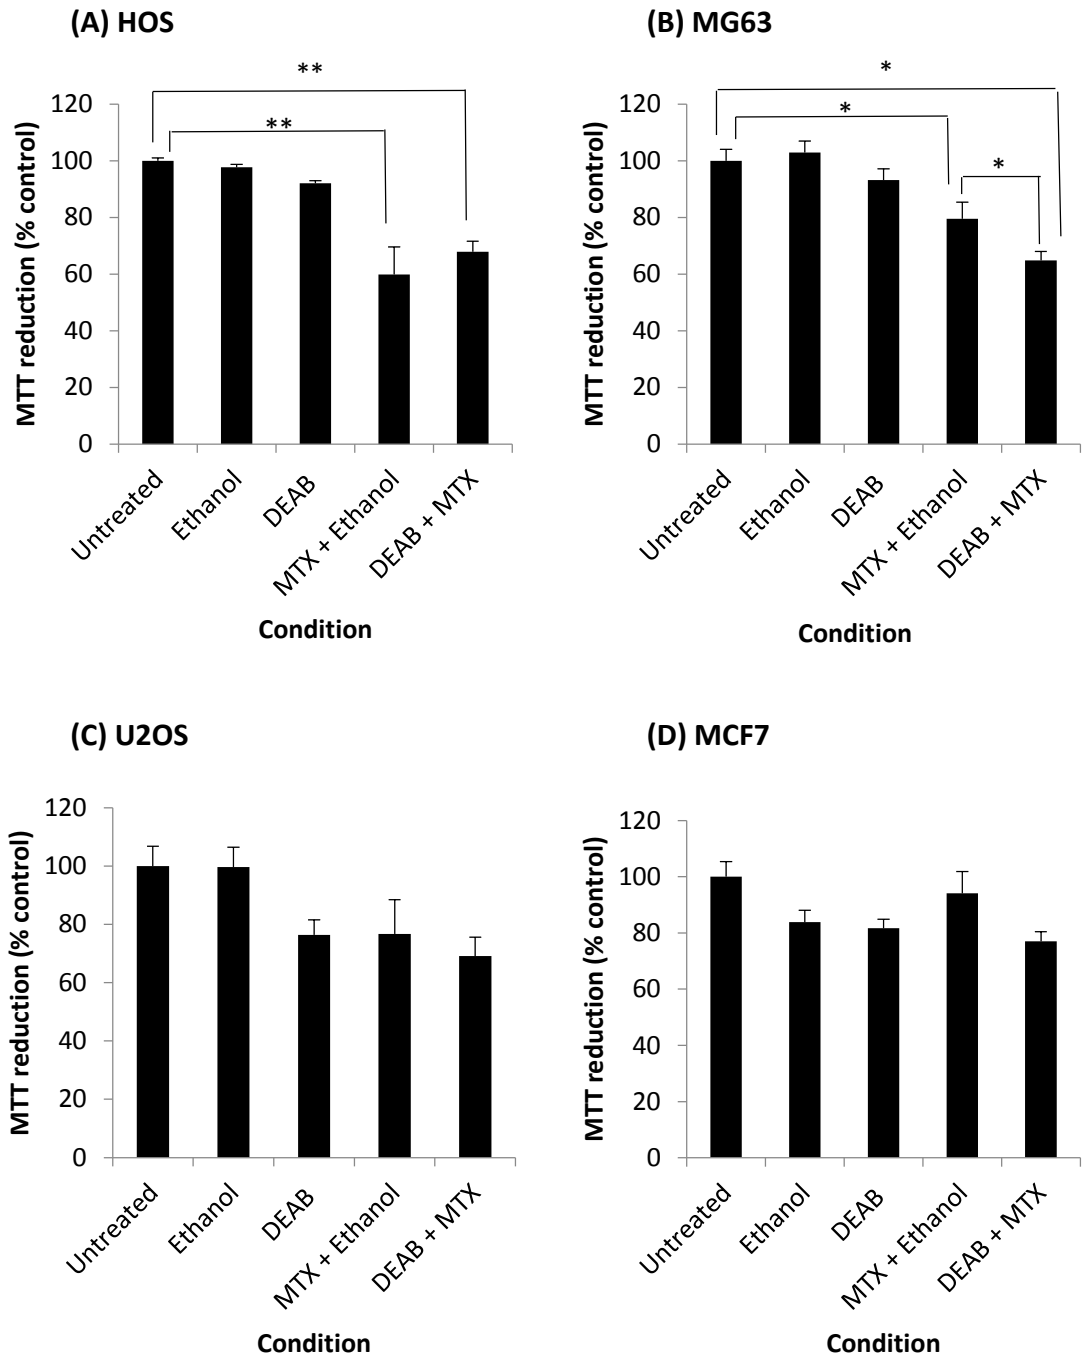 (A) HOS
**
**
MTT reduction (% control)
120
100
80
60
40
20
0
Untreated
Ethanol
DEAB
MTX + Ethanol
DEAB + MTX
Condition
(B) MG63
*
*
*
MTT reduction (% control)
120
100
80
60
40
20
0
Untreated
Ethanol
DEAB
MTX + Ethanol
DEAB + MTX
Condition
(C) U2OS
MTT reduction (% control)
120
100
80
60
40
20
0
Untreated
Ethanol
DEAB
MTX + Ethanol
DEAB + MTX
Condition
(D) MCF7
MTT reduction (% control)
120
100
80
60
40
20
0
Untreated
Ethanol
DEAB
MTX + Ethanol
DEAB + MTX
Condition